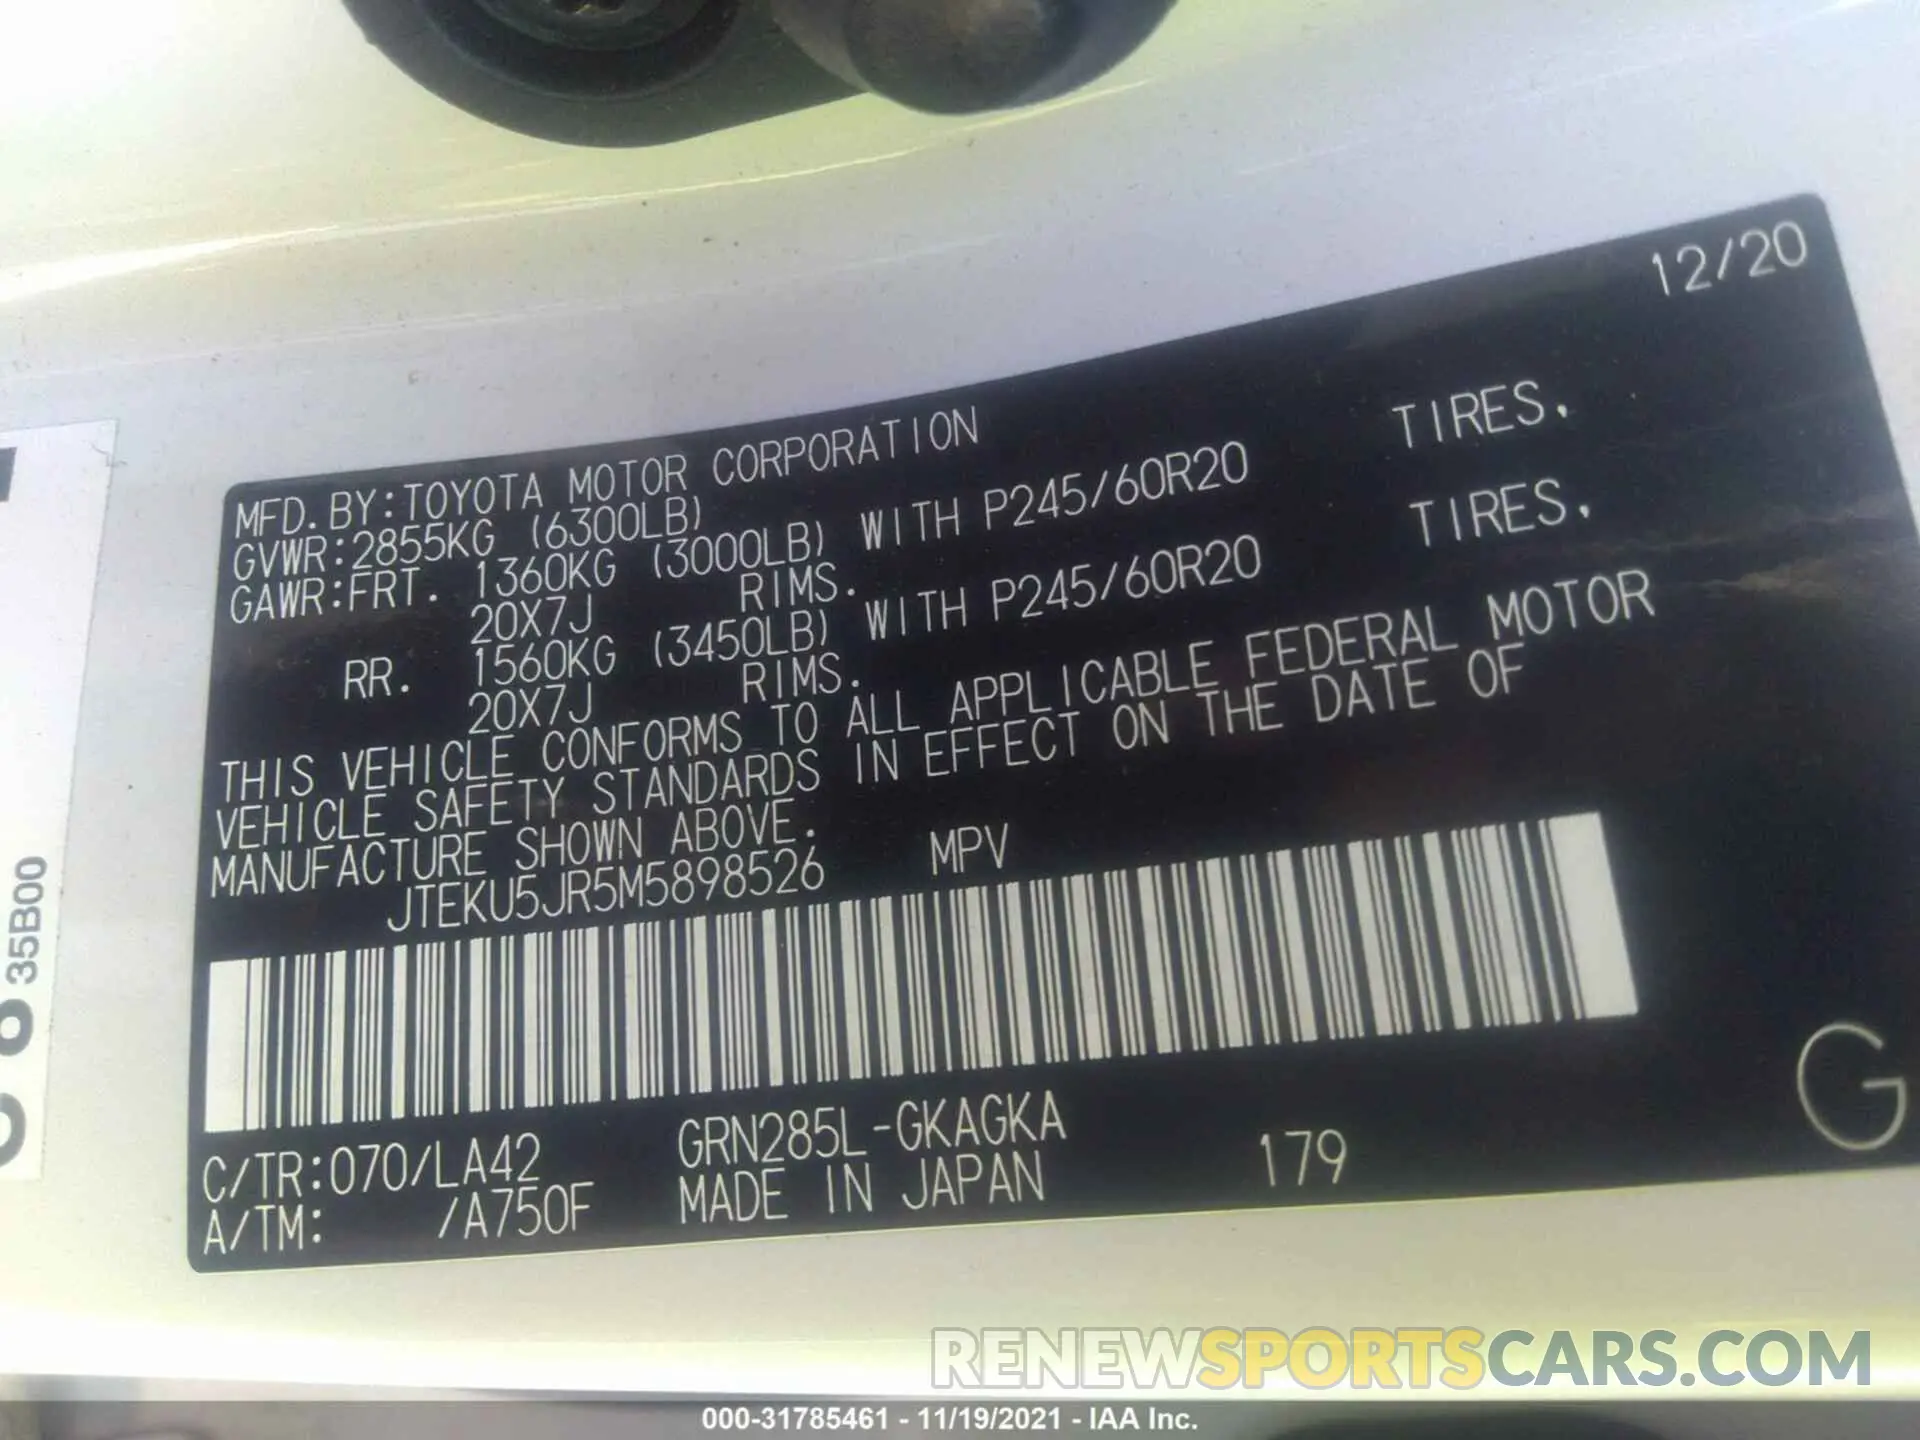 12/20
MFD. BY: TOYOTA MOTOR CORPORATION
GVWR: 2855KG (6300LB)
GAWR: FRT. 1360KG (3000LB) WITH P245/60R20 TIRES,
20X7J RIMS.
RR. 1560KG (3450LB) WITH P245/60R20 TIRES,
20X7J RIMS.
THIS VEHICLE CONFORMS TO ALL APPLICABLE FEDERAL MOTOR
VEHICLE SAFETY STANDARDS IN EFFECT ON THE DATE OF
MANUFACTURE SHOWN ABOVE.
JTEKU5JR5M5898526 MPV
C/TR: 070/LA42 GRN285L-GKAGKA 179 G
A/TM: /A750F MADE IN JAPAN
35B00
RENEWSPORTSCARS.COM
000-31785461 - 11/19/2021 - IAA Inc.